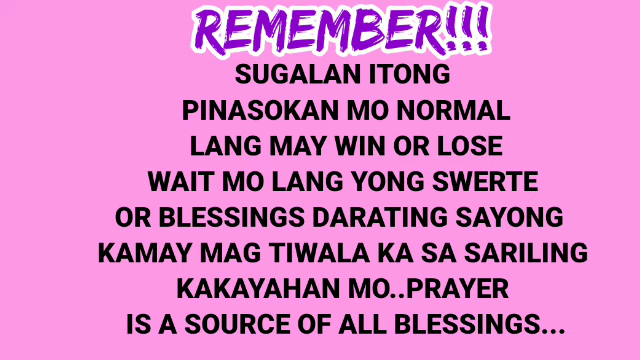 REMEMBER!!!
SUGALAN ITONG
PINASOKAN MO NORMAL
LANG MAY WIN OR LOSE
WAIT MO LANG YONG SWERTE
OR BLESSINGS DARATING SAYONG
KAMAY MAG TIWALA KA SA SARILING
KAKAYAHAN MO..PRAYER
IS A SOURCE OF ALL BLESSINGS...